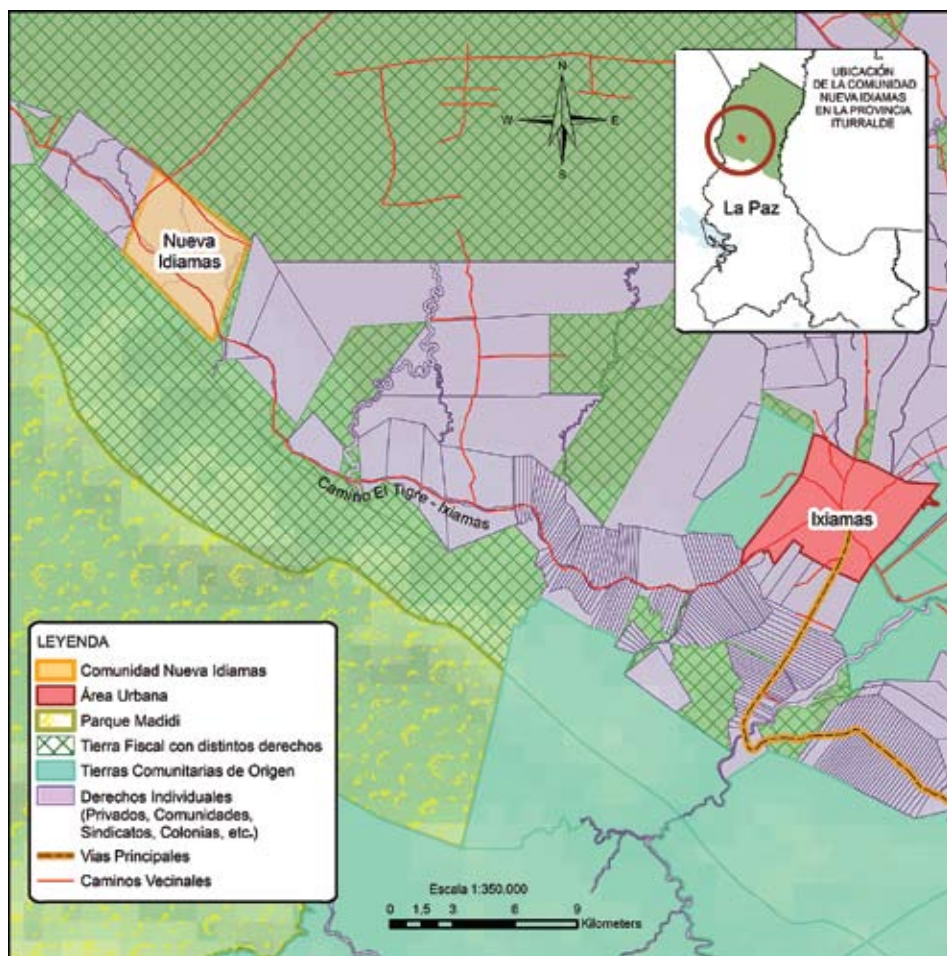 N
W
E
S
L
UBICACIÓN
DE LA COMUNIDAD
NUEVA IDIAMAS
EN LA PROVINCIA
ITURRALDE
La Paz
Nueva
Idiamas
Camino El Tigre - Ixiamas
Ixiamas
LEYENDA
Comunidad Nueva Idiamas
Área Urbana
Parque Madidi
Tierra Fiscal con distintos derechos
Tierras Comunitarias de Origen
Derechos Individuales
(Privados, Comunidades,
Sindicatos, Colonias, etc.)
Vias Principales
Caminos Vecinales
Escala 1:350.000
0 1,5 3 6 9
Kilometers